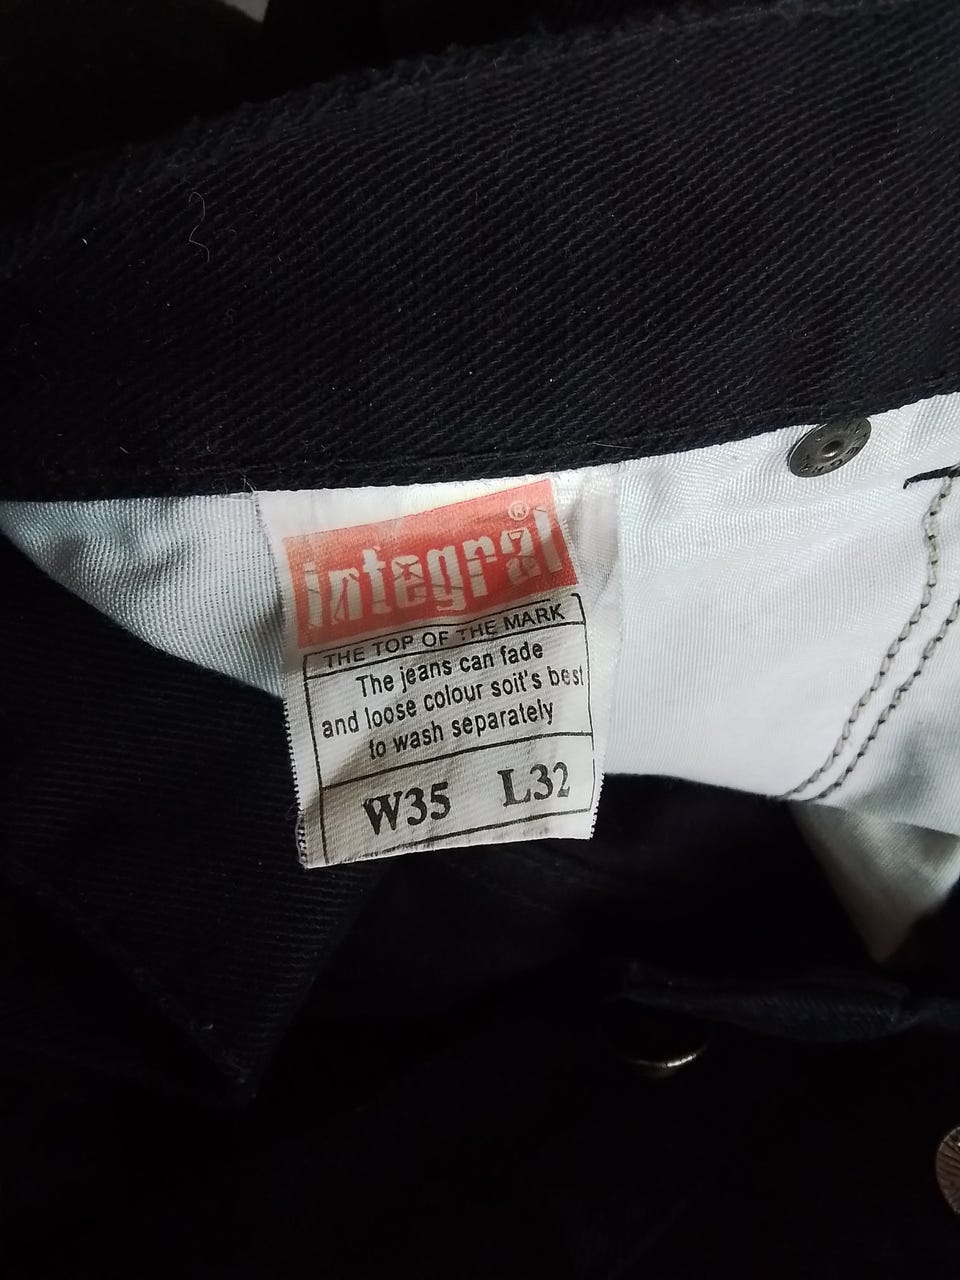 integral®
THE TOP OF THE MARK
The jeans can fade
and loose colour soit's best
to wash separately
W35 L32